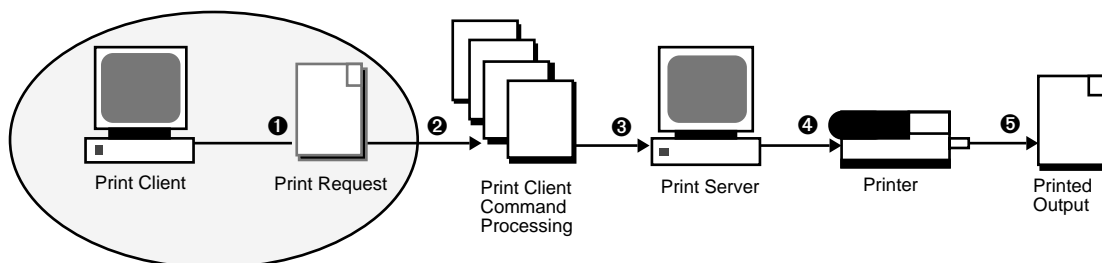 ❶
❷
❸
❹
❺
Print Client
Print Request
Print Client
Command
Processing
Print Server
Printer
Printed
Output